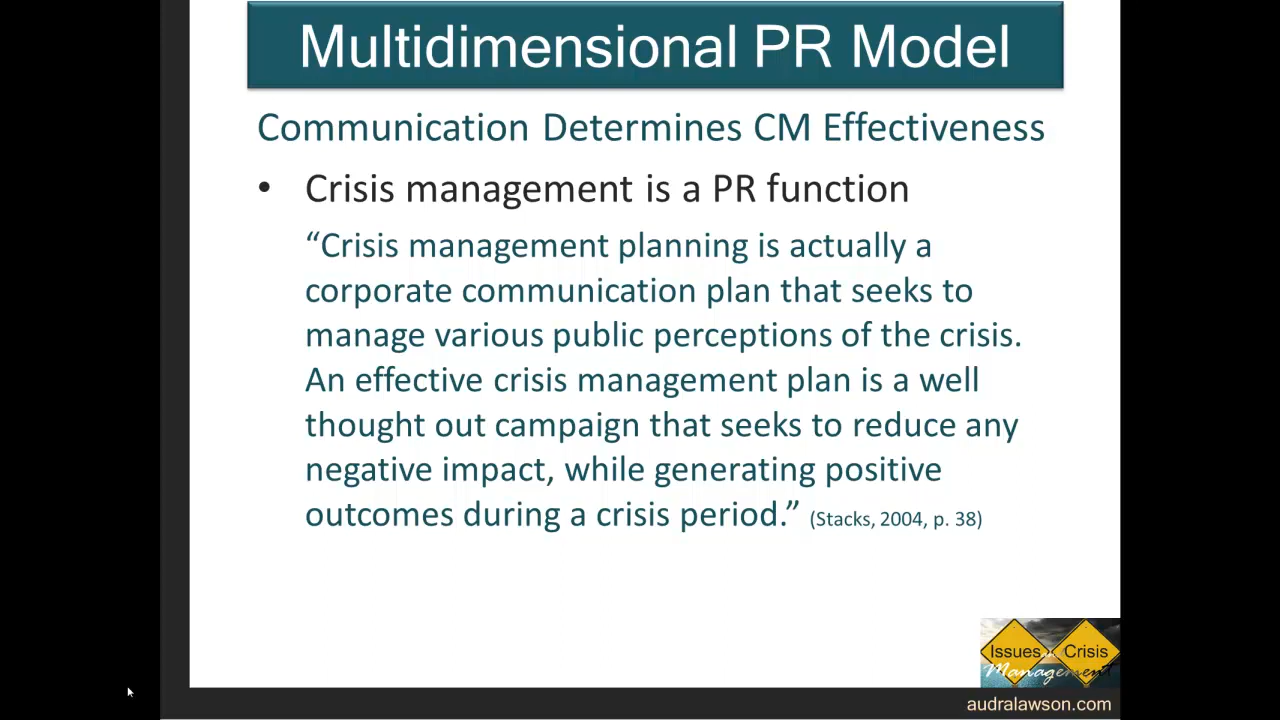 Multidimensional PR Model
Communication Determines CM Effectiveness
• Crisis management is a PR function
“Crisis management planning is actually a
corporate communication plan that seeks to
manage various public perceptions of the crisis.
An effective crisis management plan is a well
thought out campaign that seeks to reduce any
negative impact, while generating positive
outcomes during a crisis period.” (Stacks, 2004, p. 38)
Issues Crisis
Management
audralawson.com